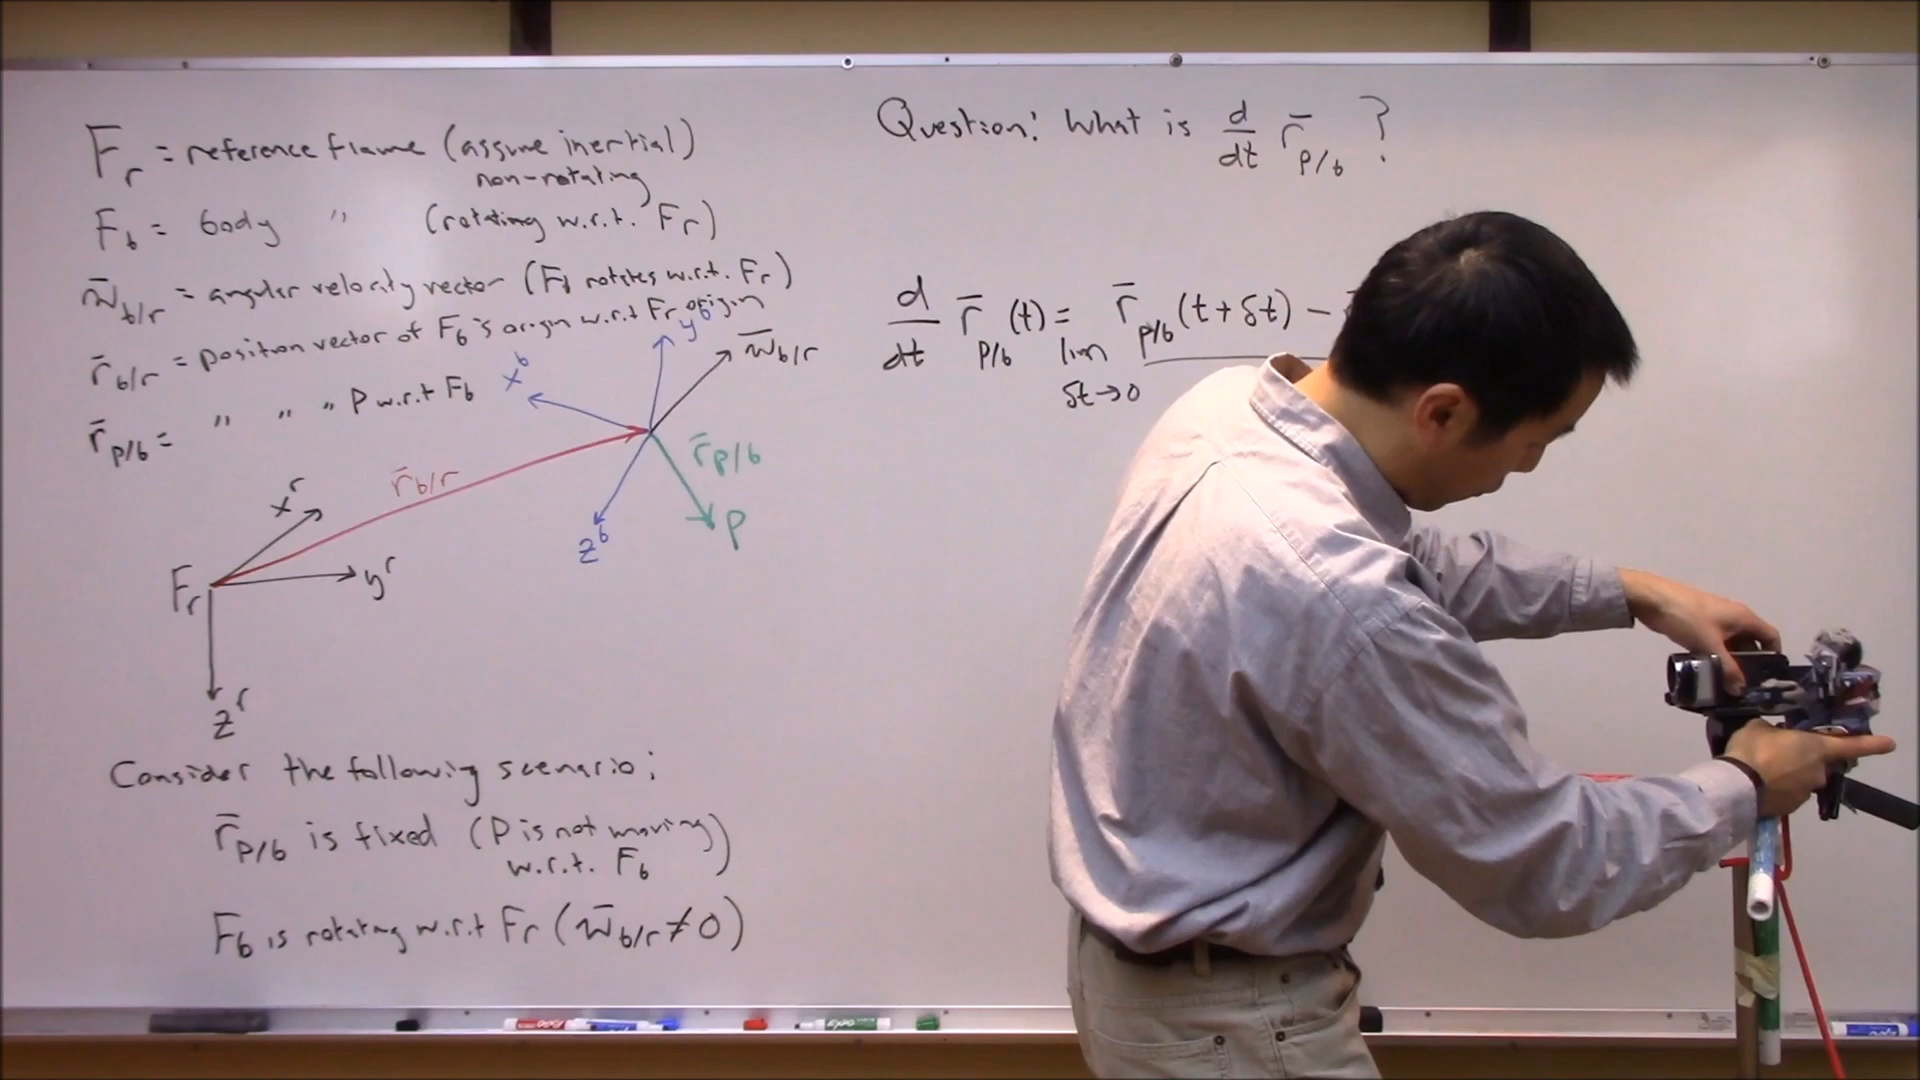 F_r = reference frame (assume inertial)
non-rotating
F_b = body " (rotating w.r.t. F_r)
w̄_b/r = angular velocity vector (F_b rotates w.r.t. F_r)
r̄_b/r = position vector of F_b's origin w.r.t F_r origin
r̄_p/b = " " " P w.r.t F_b
x^b
y^b
w̄_b/r
r̄_p/b
P
z^b
r̄_b/r
x^r
F_r
y^r
z^r
Consider the following scenario:
r̄_p/b is fixed (P is not moving)
w.r.t. F_b
F_b is rotating w.r.t F_r (w̄_b/r ≠ 0)
Question: What is d/dt r̄_p/b ?
d/dt r̄_p/b (t) = lim δt→0 r̄_p/b (t + δt) −